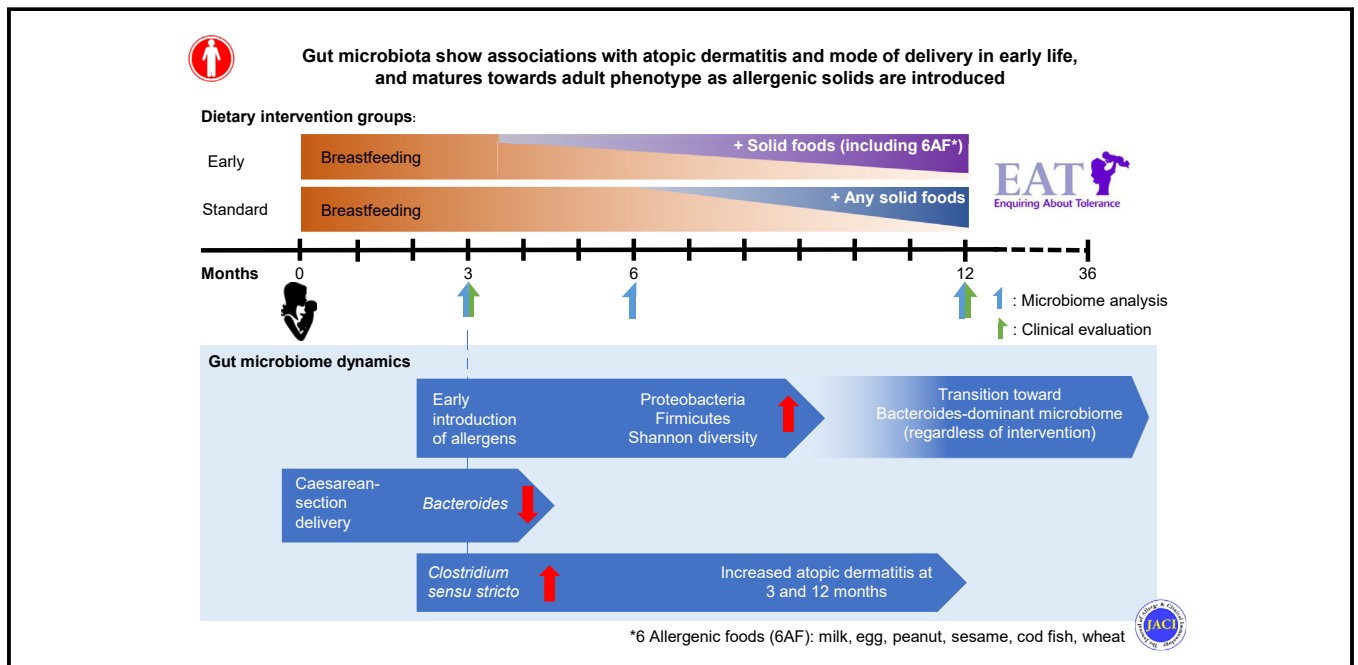 Gut microbiota show associations with atopic dermatitis and mode of delivery in early life,
and matures towards adult phenotype as allergenic solids are introduced
Dietary intervention groups:
Early
Breastfeeding
+ Solid foods (including 6AF*)
Standard
Breastfeeding
+ Any solid foods
EAT
Enquiring About Tolerance
Months
0
3
6
12
36
: Microbiome analysis
: Clinical evaluation
Gut microbiome dynamics
Early
introduction
of allergens
Proteobacteria
Firmicutes
Shannon diversity
Transition toward
Bacteroides-dominant microbiome
(regardless of intervention)
Caesarean-
section
delivery
Bacteroides
Clostridium
sensu stricto
Increased atopic dermatitis at
3 and 12 months
*6 Allergenic foods (6AF): milk, egg, peanut, sesame, cod fish, wheat
JACI